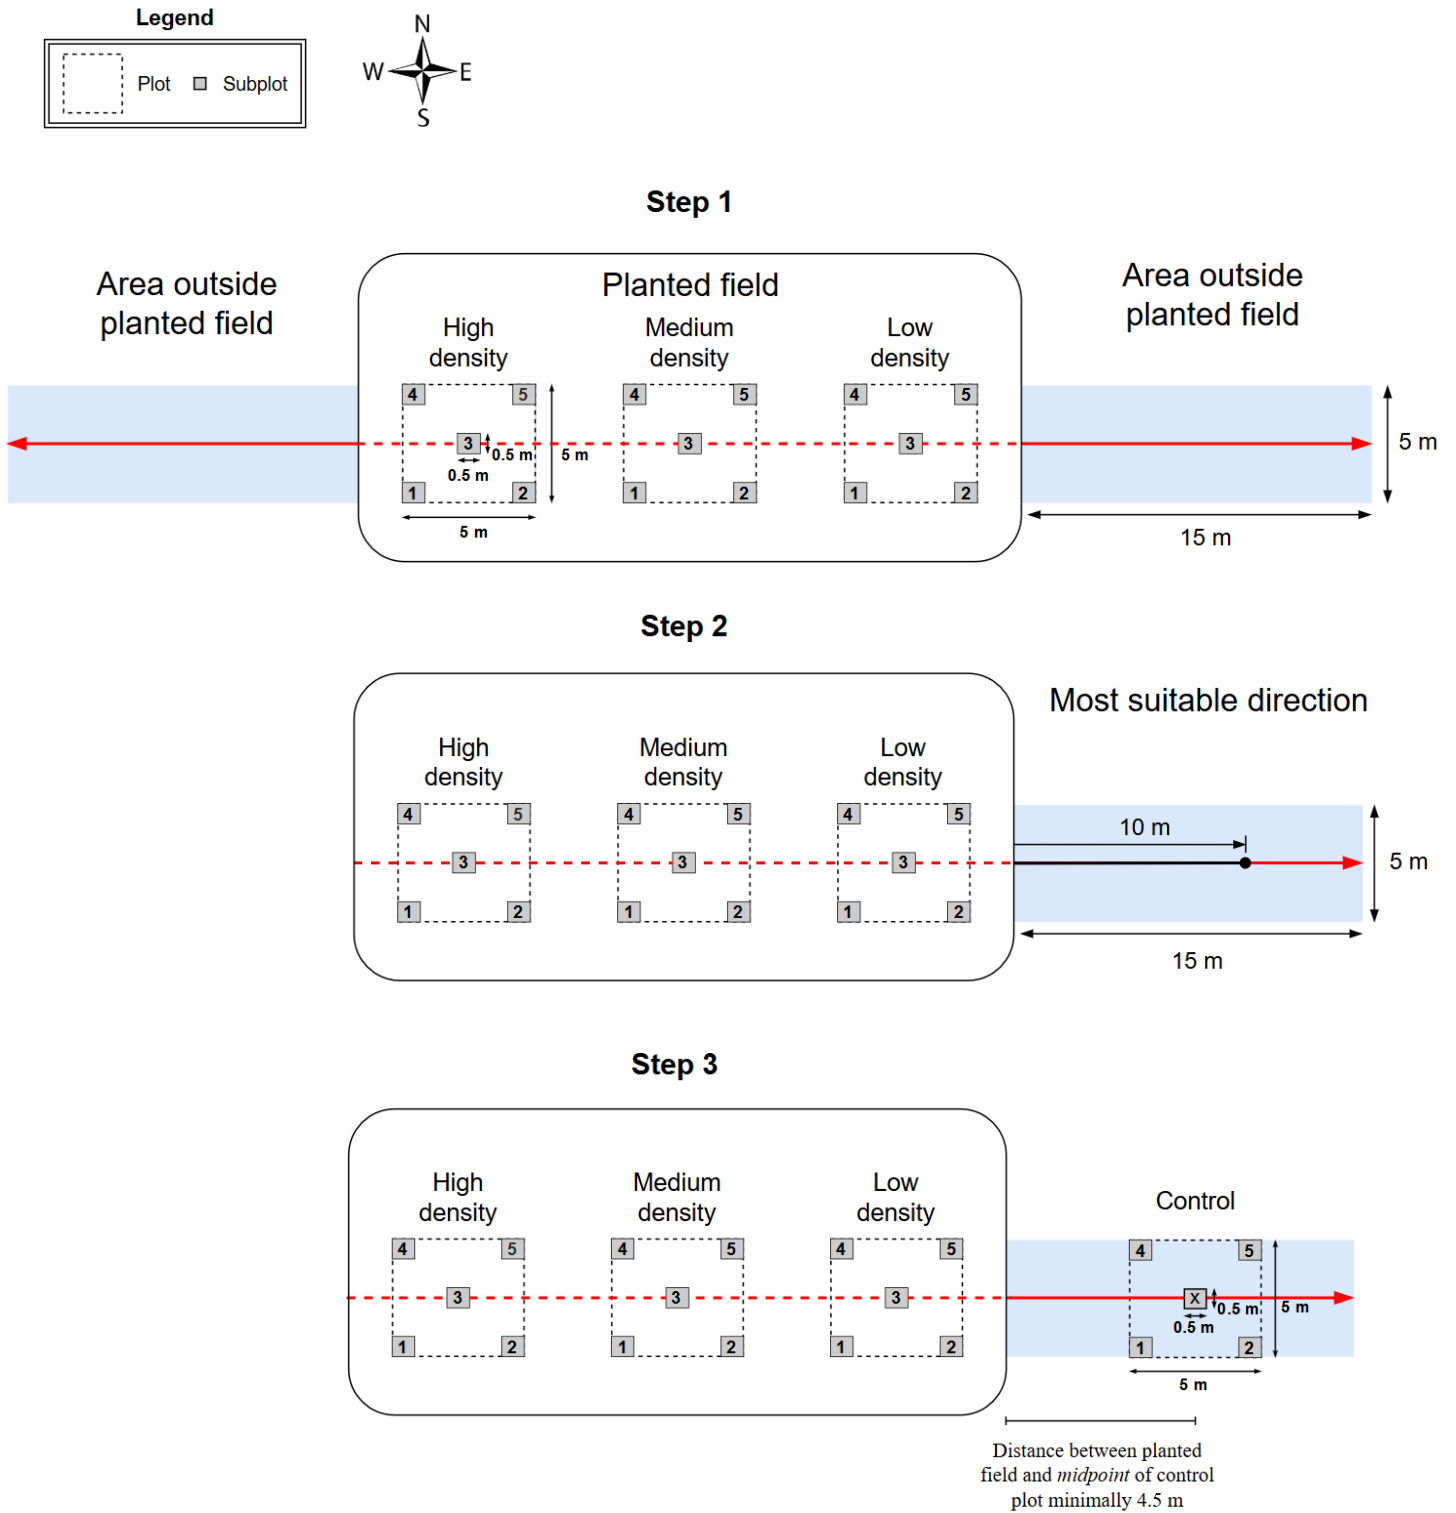 Legend
Plot
Subplot
N
W
E
S
Step 1
Area outside
planted field
Planted field
Area outside
planted field
High
density
Medium
density
Low
density
4
5
4
5
4
5
3
0.5 m
5 m
3
3
5 m
0.5 m
1
2
1
2
1
2
5 m
15 m
Step 2
Most suitable direction
High
density
Medium
density
Low
density
4
5
4
5
4
5
10 m
3
3
3
5 m
1
2
1
2
1
2
15 m
Step 3
High
density
Medium
density
Low
density
Control
4
5
4
5
4
5
4
5
3
3
3
X
0.5 m
5 m
0.5 m
1
2
1
2
1
2
1
2
5 m
Distance between planted
field and midpoint of control
plot minimally 4.5 m